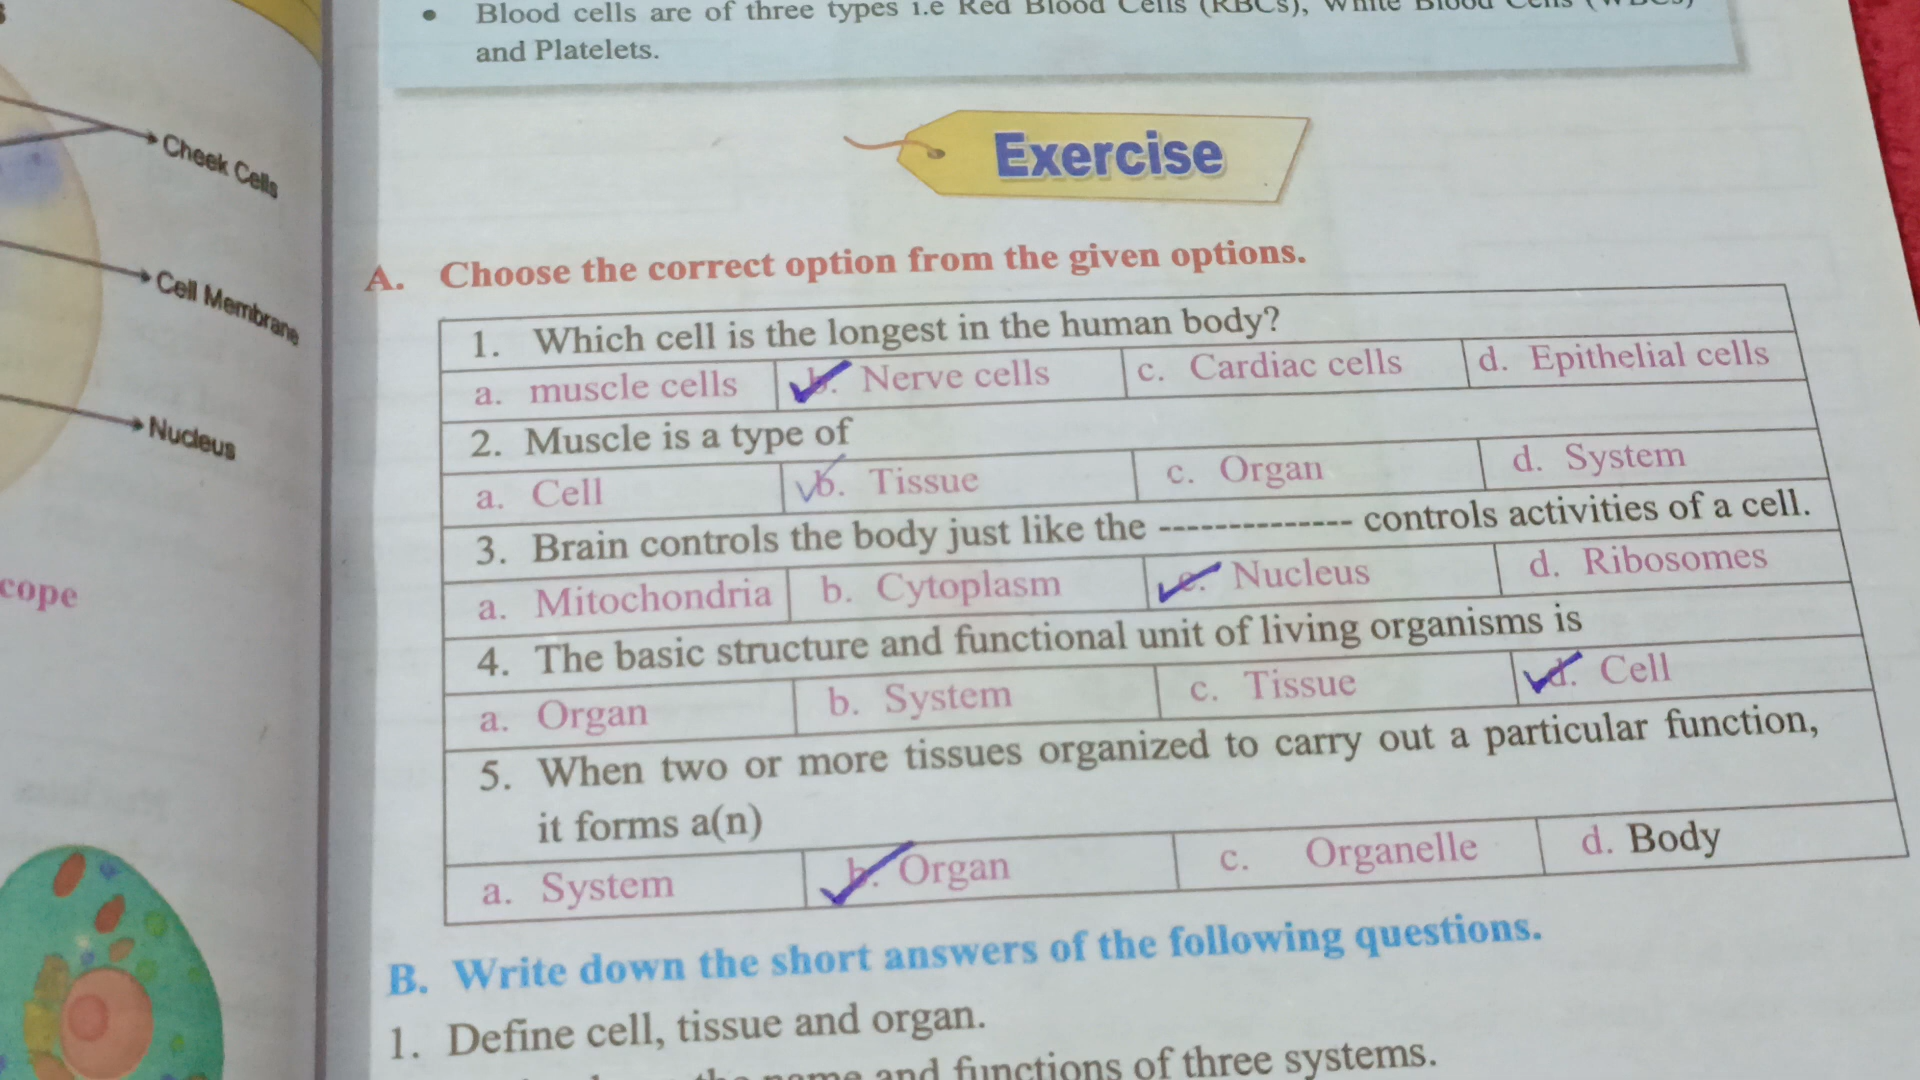 • Blood cells are of three types i.e Red Blood Cells (RBCs), White Blood Cells (WBCs)
and Platelets.
Cheek Cells
Cell Membrane
Nucleus
cope
Exercise
A. Choose the correct option from the given options.
1. Which cell is the longest in the human body?
a. muscle cells b. Nerve cells c. Cardiac cells d. Epithelial cells
2. Muscle is a type of
a. Cell b. Tissue c. Organ d. System
3. Brain controls the body just like the -------------- controls activities of a cell.
a. Mitochondria b. Cytoplasm c. Nucleus d. Ribosomes
4. The basic structure and functional unit of living organisms is
a. Organ b. System c. Tissue d. Cell
5. When two or more tissues organized to carry out a particular function,
it forms a(n)
a. System b. Organ c. Organelle d. Body
B. Write down the short answers of the following questions.
1. Define cell, tissue and organ.
the name and functions of three systems.